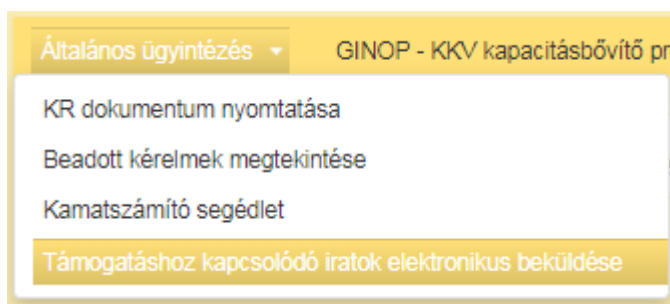 Általános ügyintézés GINOP - KKV kapacitásbővítő pr
KR dokumentum nyomtatása
Beadott kérelmek megtekintése
Kamatszámító segédlet
Támogatáshoz kapcsolódó iratok elektronikus beküldése